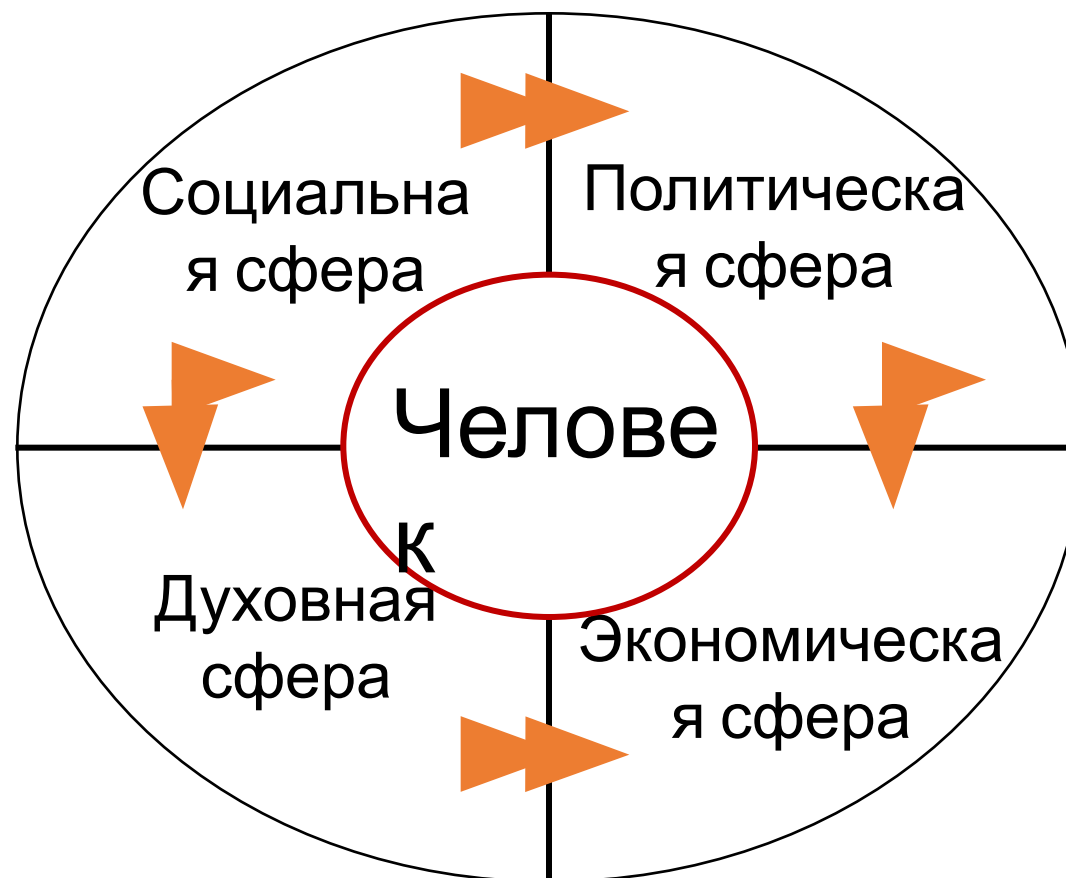 Социальна
я сфера
Политическа
я сфера
Челове
к
Духовная
сфера
Экономическа
я сфера